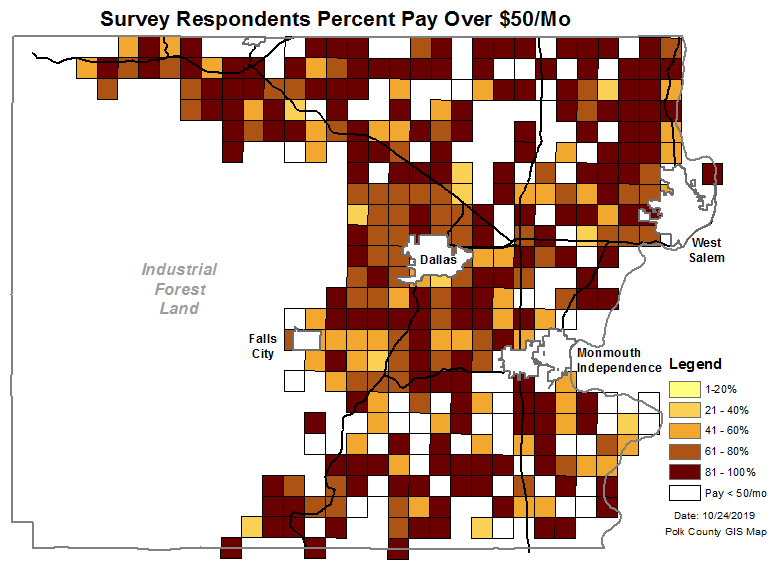 Survey Respondents Percent Pay Over $50/Mo
Industrial
Forest
Land
Dallas
West
Salem
Falls
City
Monmouth
Independence
Legend
1-20%
21 - 40%
41 - 60%
61 - 80%
81 - 100%
Pay < 50/mo
Date: 10/24/2019
Polk County GIS Map